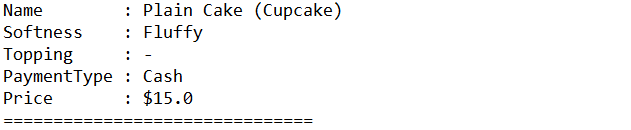 Name        : Plain Cake (Cupcake)
Softness    : Fluffy
Topping     : -
PaymentType : Cash
Price       : $15.0
===============================